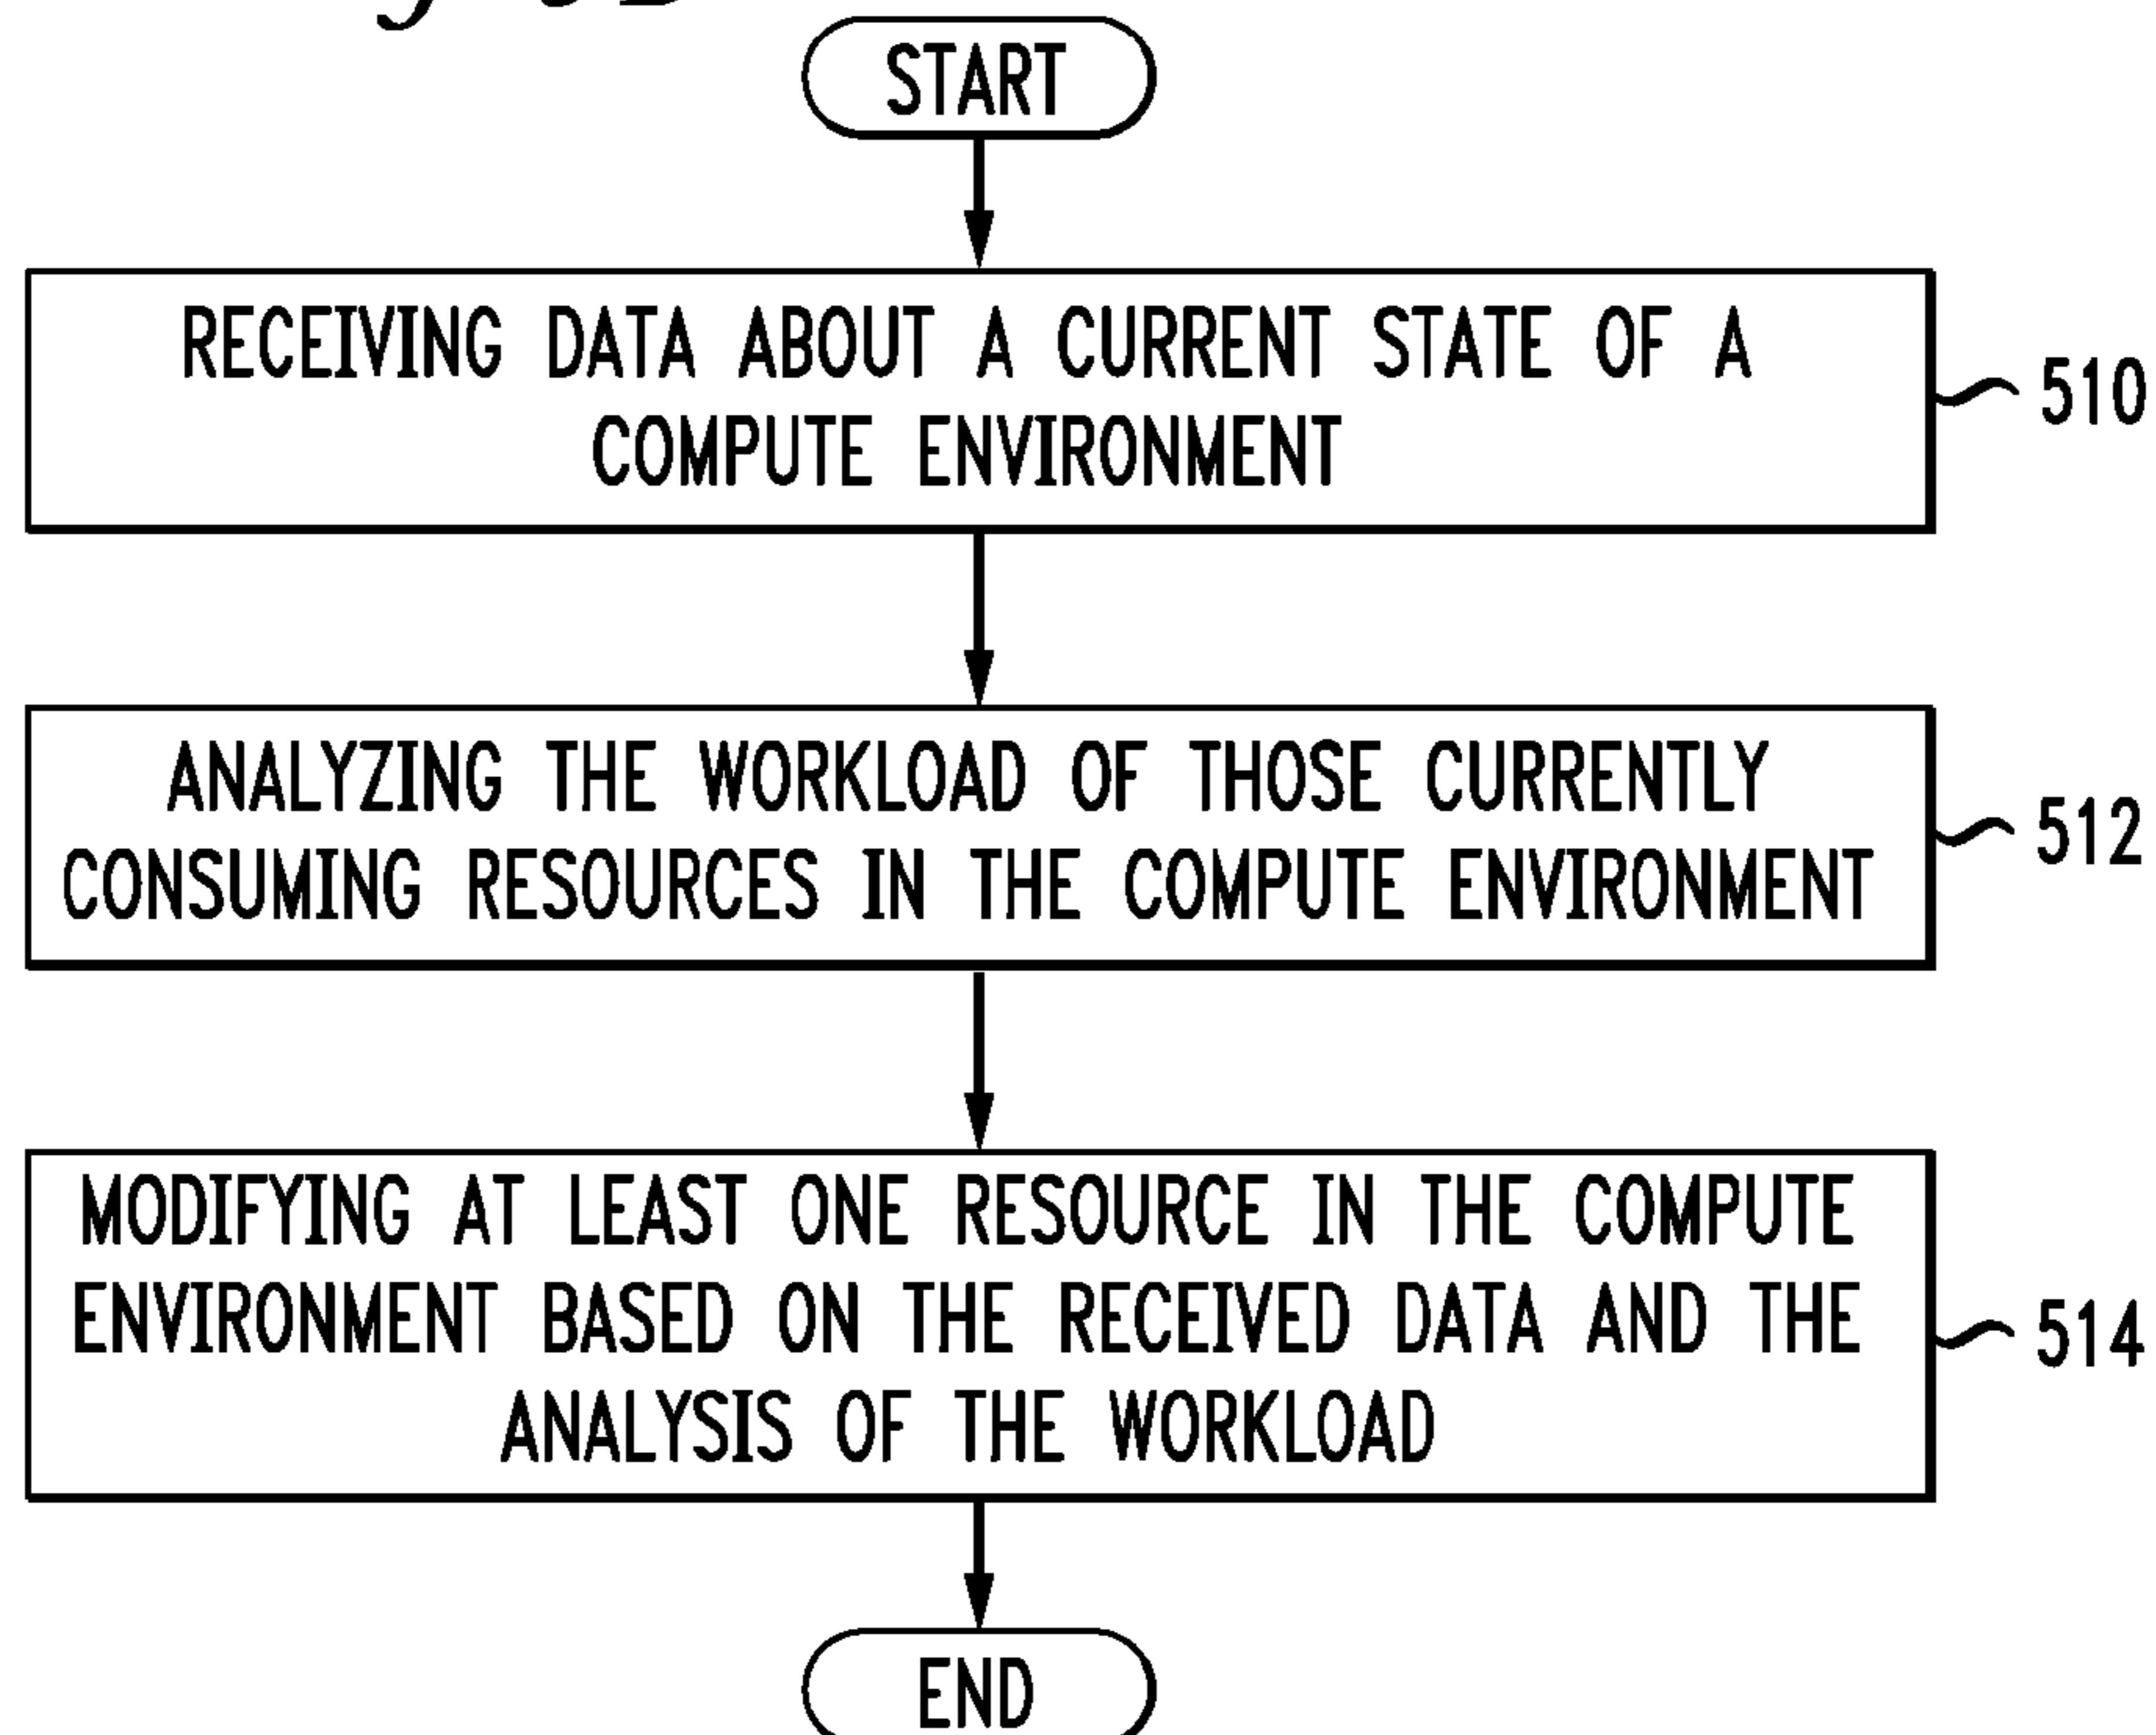 START
RECEIVING DATA ABOUT A CURRENT STATE OF A
COMPUTE ENVIRONMENT
510
ANALYZING THE WORKLOAD OF THOSE CURRENTLY
CONSUMING RESOURCES IN THE COMPUTE ENVIRONMENT
512
MODIFYING AT LEAST ONE RESOURCE IN THE COMPUTE
ENVIRONMENT BASED ON THE RECEIVED DATA AND THE
ANALYSIS OF THE WORKLOAD
514
END